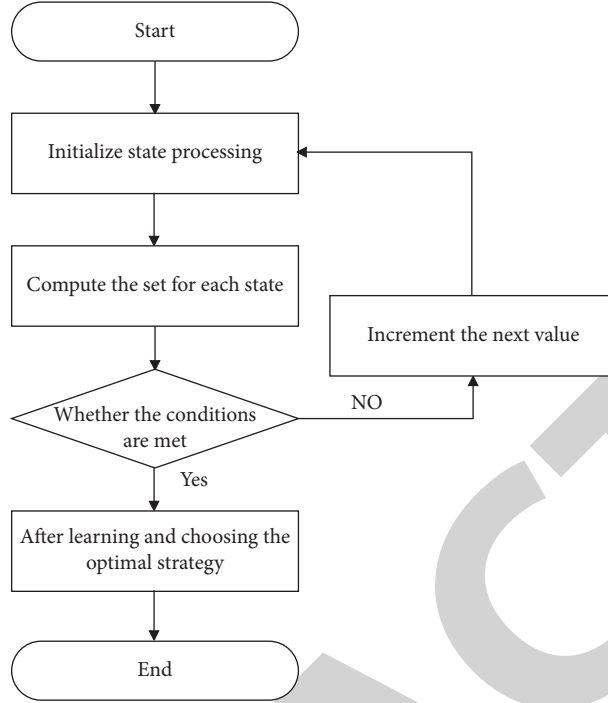 Start
Initialize state processing
Compute the set for each state
Increment the next value
Whether the conditions
are met
NO
Yes
After learning and choosing the
optimal strategy
End